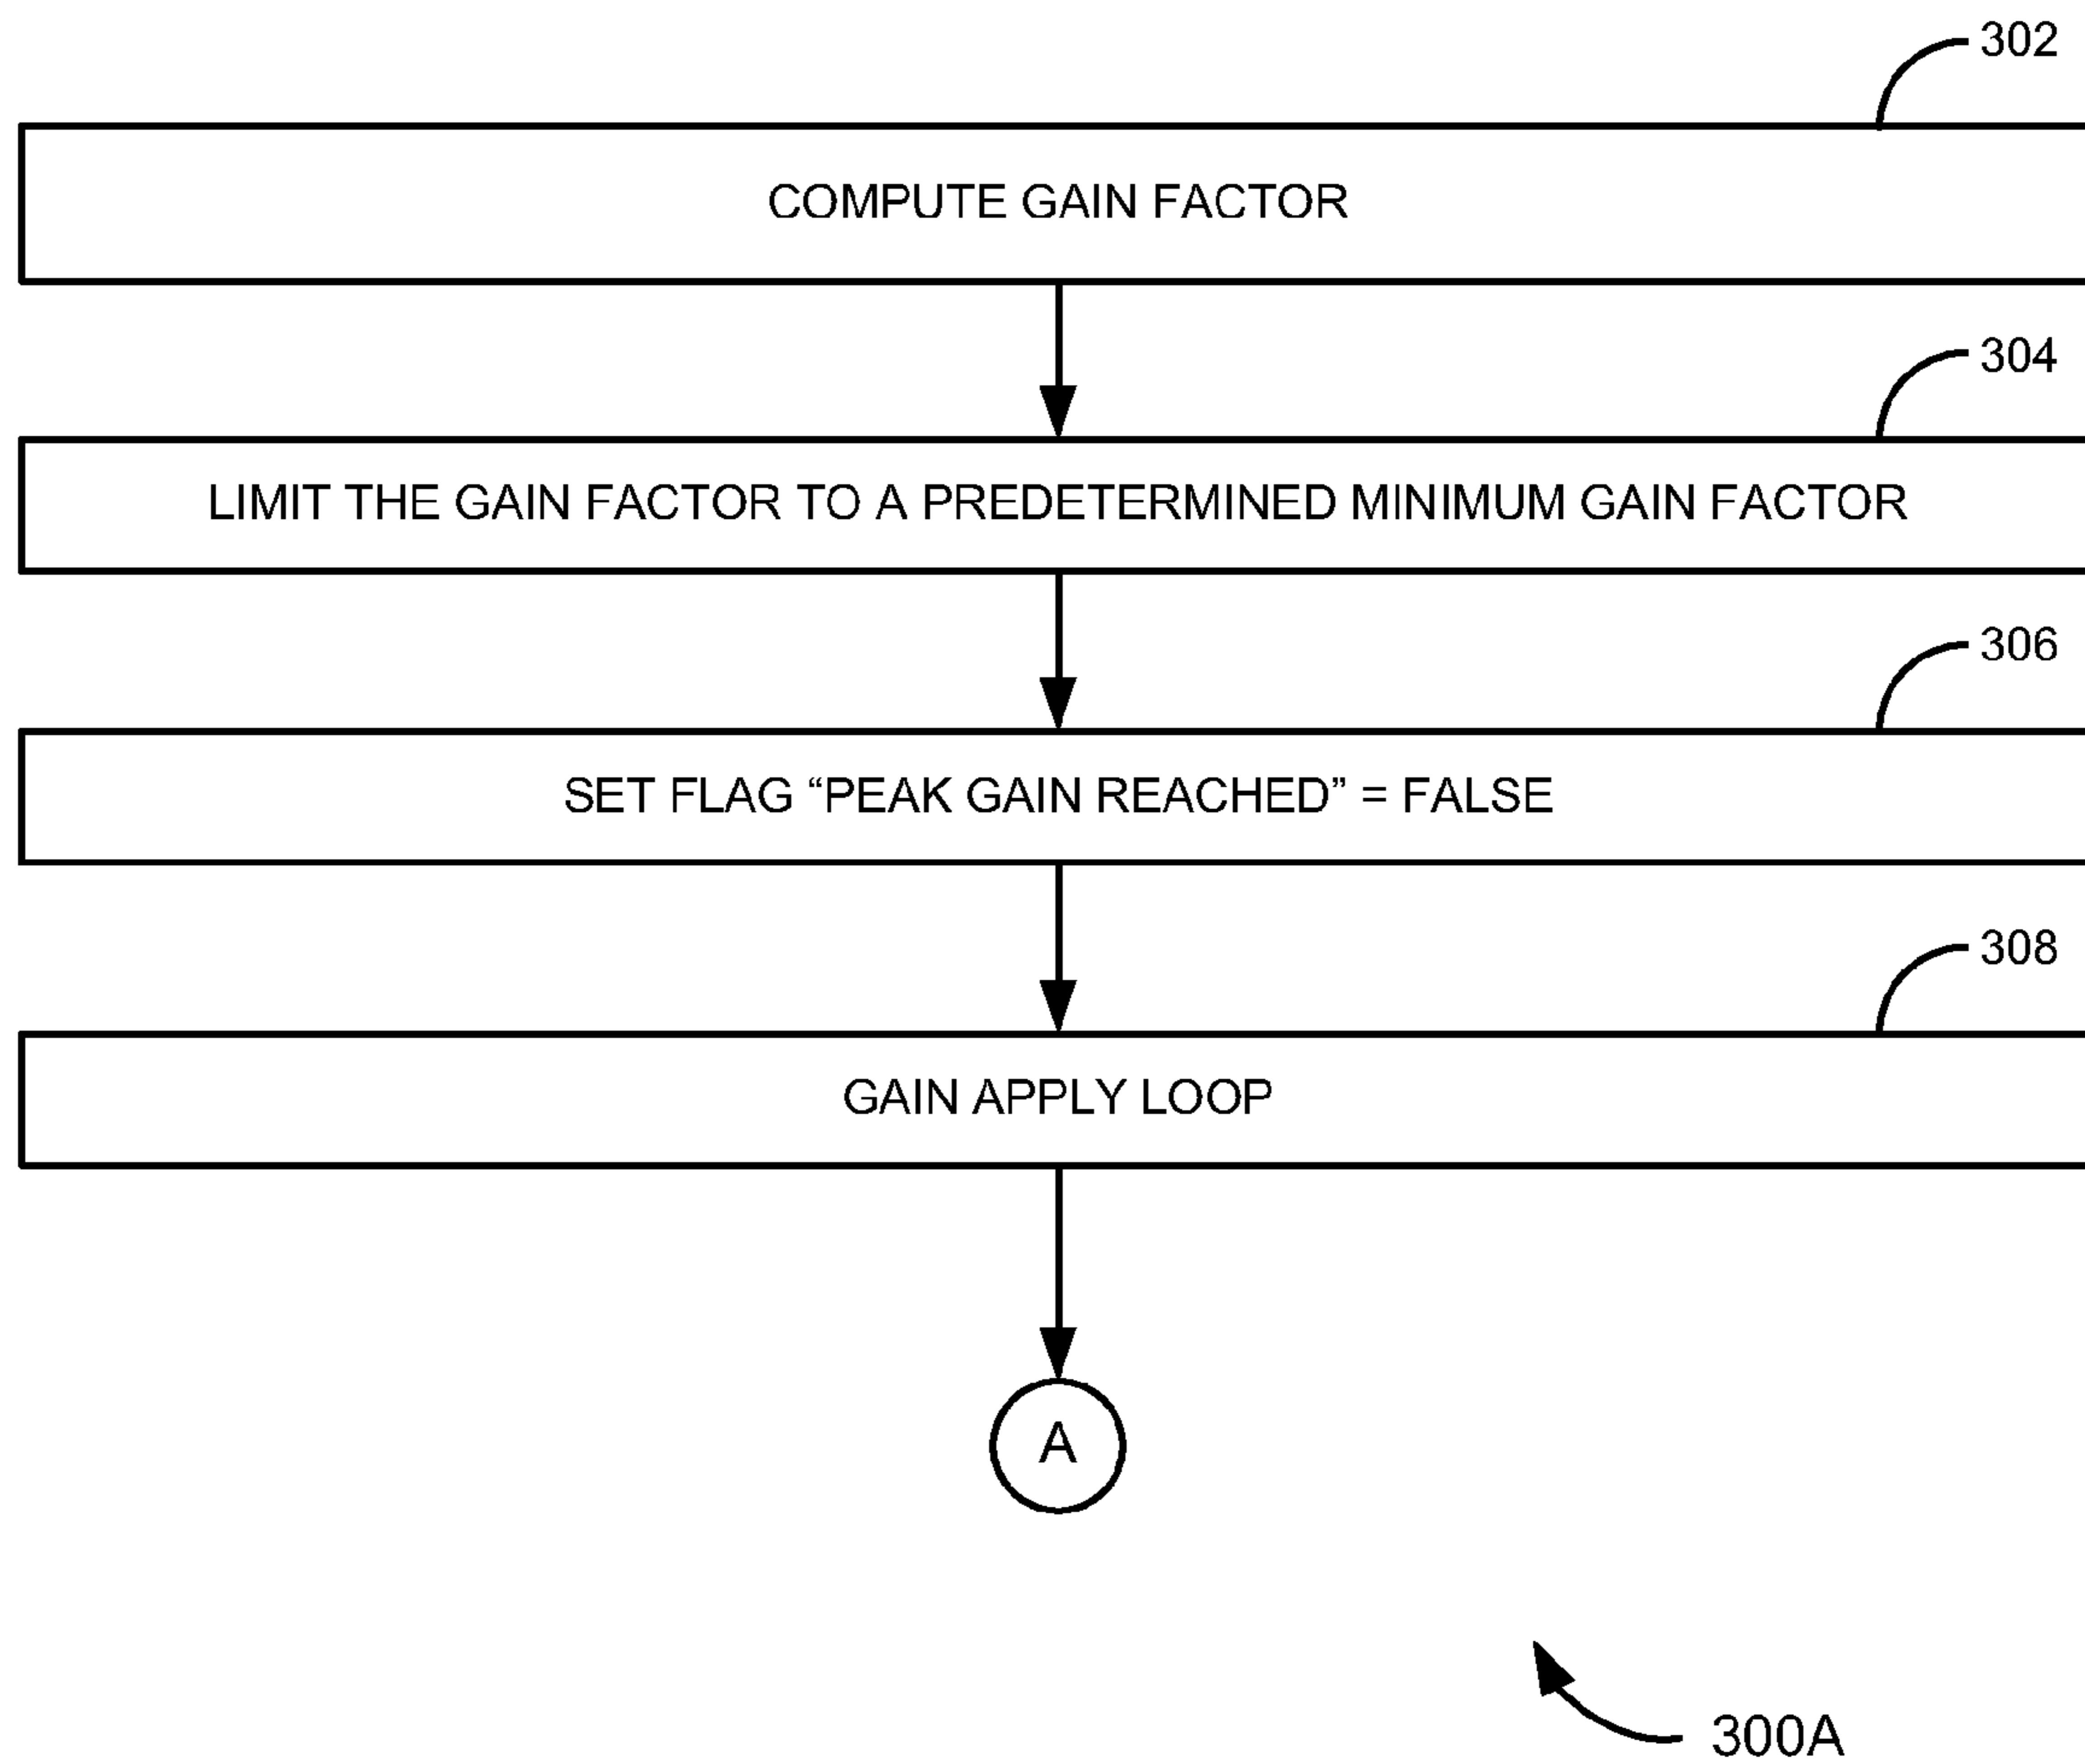 302
COMPUTE GAIN FACTOR
304
LIMIT THE GAIN FACTOR TO A PREDETERMINED MINIMUM GAIN FACTOR
306
SET FLAG “PEAK GAIN REACHED” = FALSE
308
GAIN APPLY LOOP
A
300A